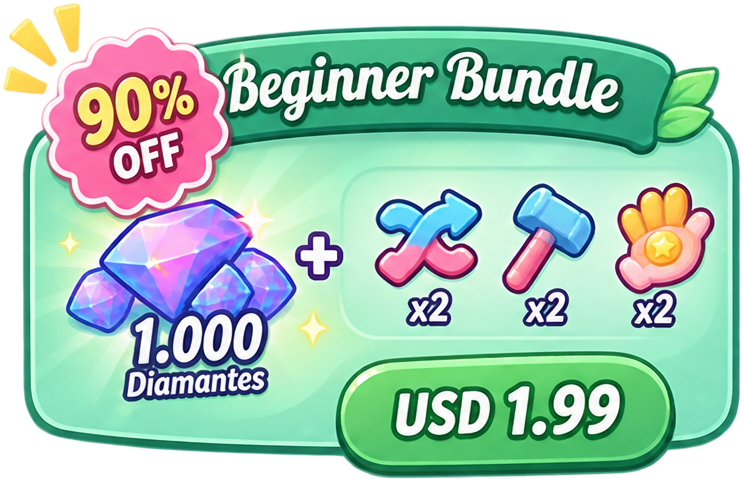 90%
OFF
Beginner Bundle
1.000
Diamantes
+
x2
x2
x2
USD 1.99